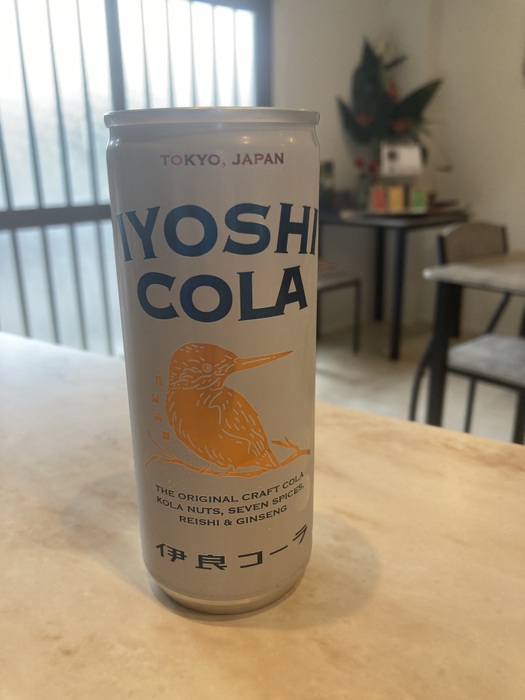 TOKYO, JAPAN
IYOSHI
COLA
THE ORIGINAL CRAFT COLA
KOLA NUTS, SEVEN SPICES,
REISHI & GINSENG
伊良コーラ